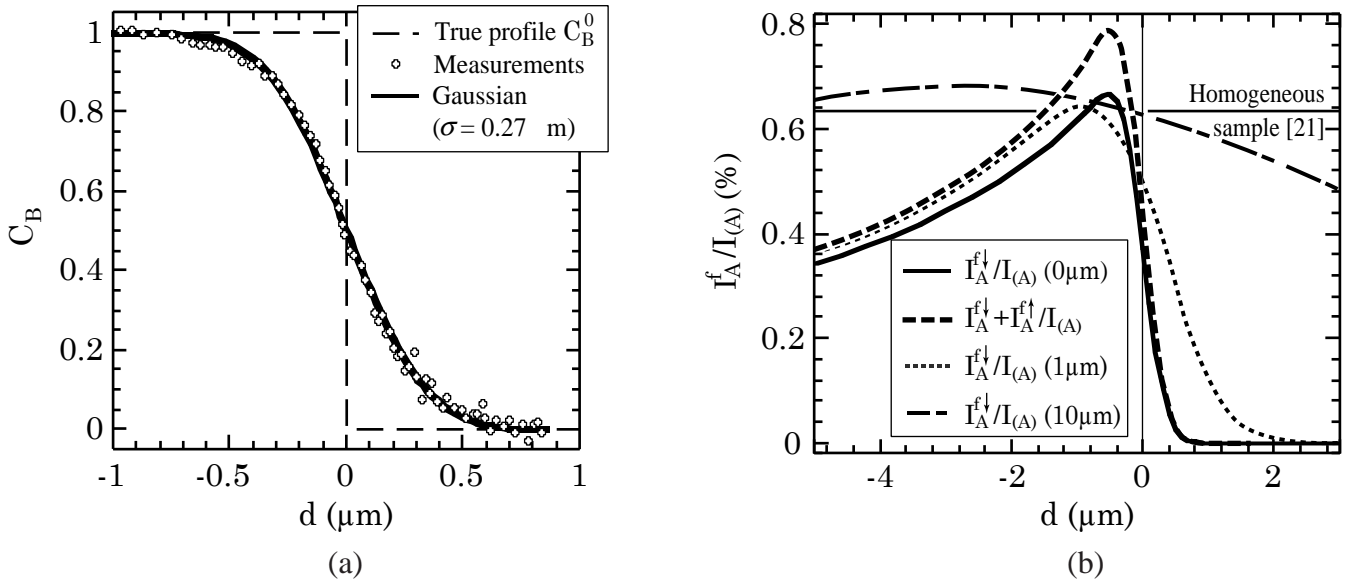 1
0.8
0.6
0.4
0.2
0
C_B
-1
-0.5
0
0.5
1
d (µm)
True profile C_B^0
Measurements
Gaussian
(σ = 0.27 m)
(a)
0.8
0.6
0.4
0.2
0
I_A^f/I_(A) (%)
-4
-2
0
2
d (µm)
Homogeneous
sample [21]
I_A^f↓/I_(A) (0µm)
I_A^f↓+I_A^f↑/I_(A)
I_A^f↓/I_(A) (1µm)
I_A^f↓/I_(A) (10µm)
(b)